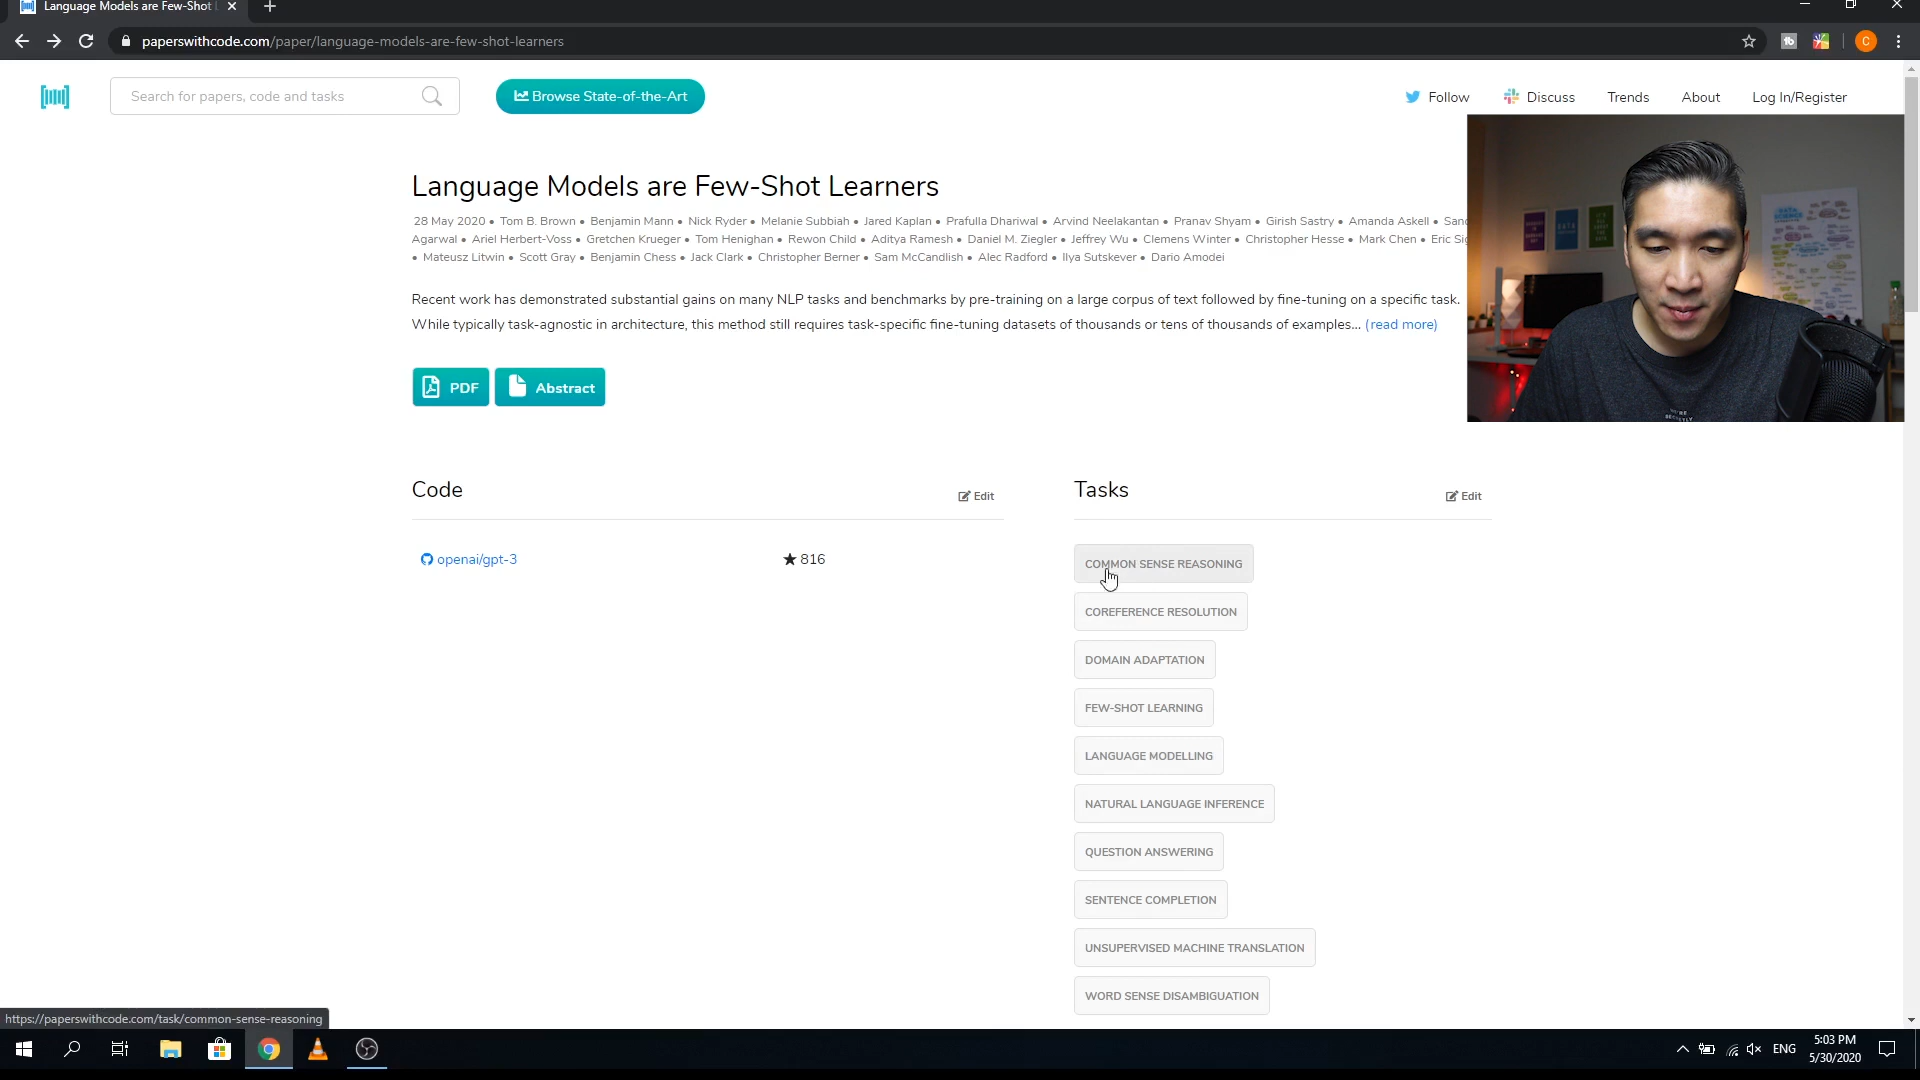 Language Models are Few-Shot L
paperswithcode.com/paper/language-models-are-few-shot-learners
C
Search for papers, code and tasks
Browse State-of-the-Art
Follow
Discuss
Trends
About
Log In/Register
Language Models are Few-Shot Learners
28 May 2020 • Tom B. Brown • Benjamin Mann • Nick Ryder • Melanie Subbiah • Jared Kaplan • Prafulla Dhariwal • Arvind Neelakantan • Pranav Shyam • Girish Sastry • Amanda Askell • Sand
Agarwal • Ariel Herbert-Voss • Gretchen Krueger • Tom Henighan • Rewon Child • Aditya Ramesh • Daniel M. Ziegler • Jeffrey Wu • Clemens Winter • Christopher Hesse • Mark Chen • Eric Sig
• Mateusz Litwin • Scott Gray • Benjamin Chess • Jack Clark • Christopher Berner • Sam McCandlish • Alec Radford • Ilya Sutskever • Dario Amodei
Recent work has demonstrated substantial gains on many NLP tasks and benchmarks by pre-training on a large corpus of text followed by fine-tuning on a specific task.
While typically task-agnostic in architecture, this method still requires task-specific fine-tuning datasets of thousands or tens of thousands of examples... (read more)
PDF
Abstract
DATA
SCIENCE
WE'RE
SECRETLY
Code
Edit
openai/gpt-3
★ 816
Tasks
Edit
COMMON SENSE REASONING
COREFERENCE RESOLUTION
DOMAIN ADAPTATION
FEW-SHOT LEARNING
LANGUAGE MODELLING
NATURAL LANGUAGE INFERENCE
QUESTION ANSWERING
SENTENCE COMPLETION
UNSUPERVISED MACHINE TRANSLATION
WORD SENSE DISAMBIGUATION
https://paperswithcode.com/task/common-sense-reasoning
ENG
5:03 PM
5/30/2020